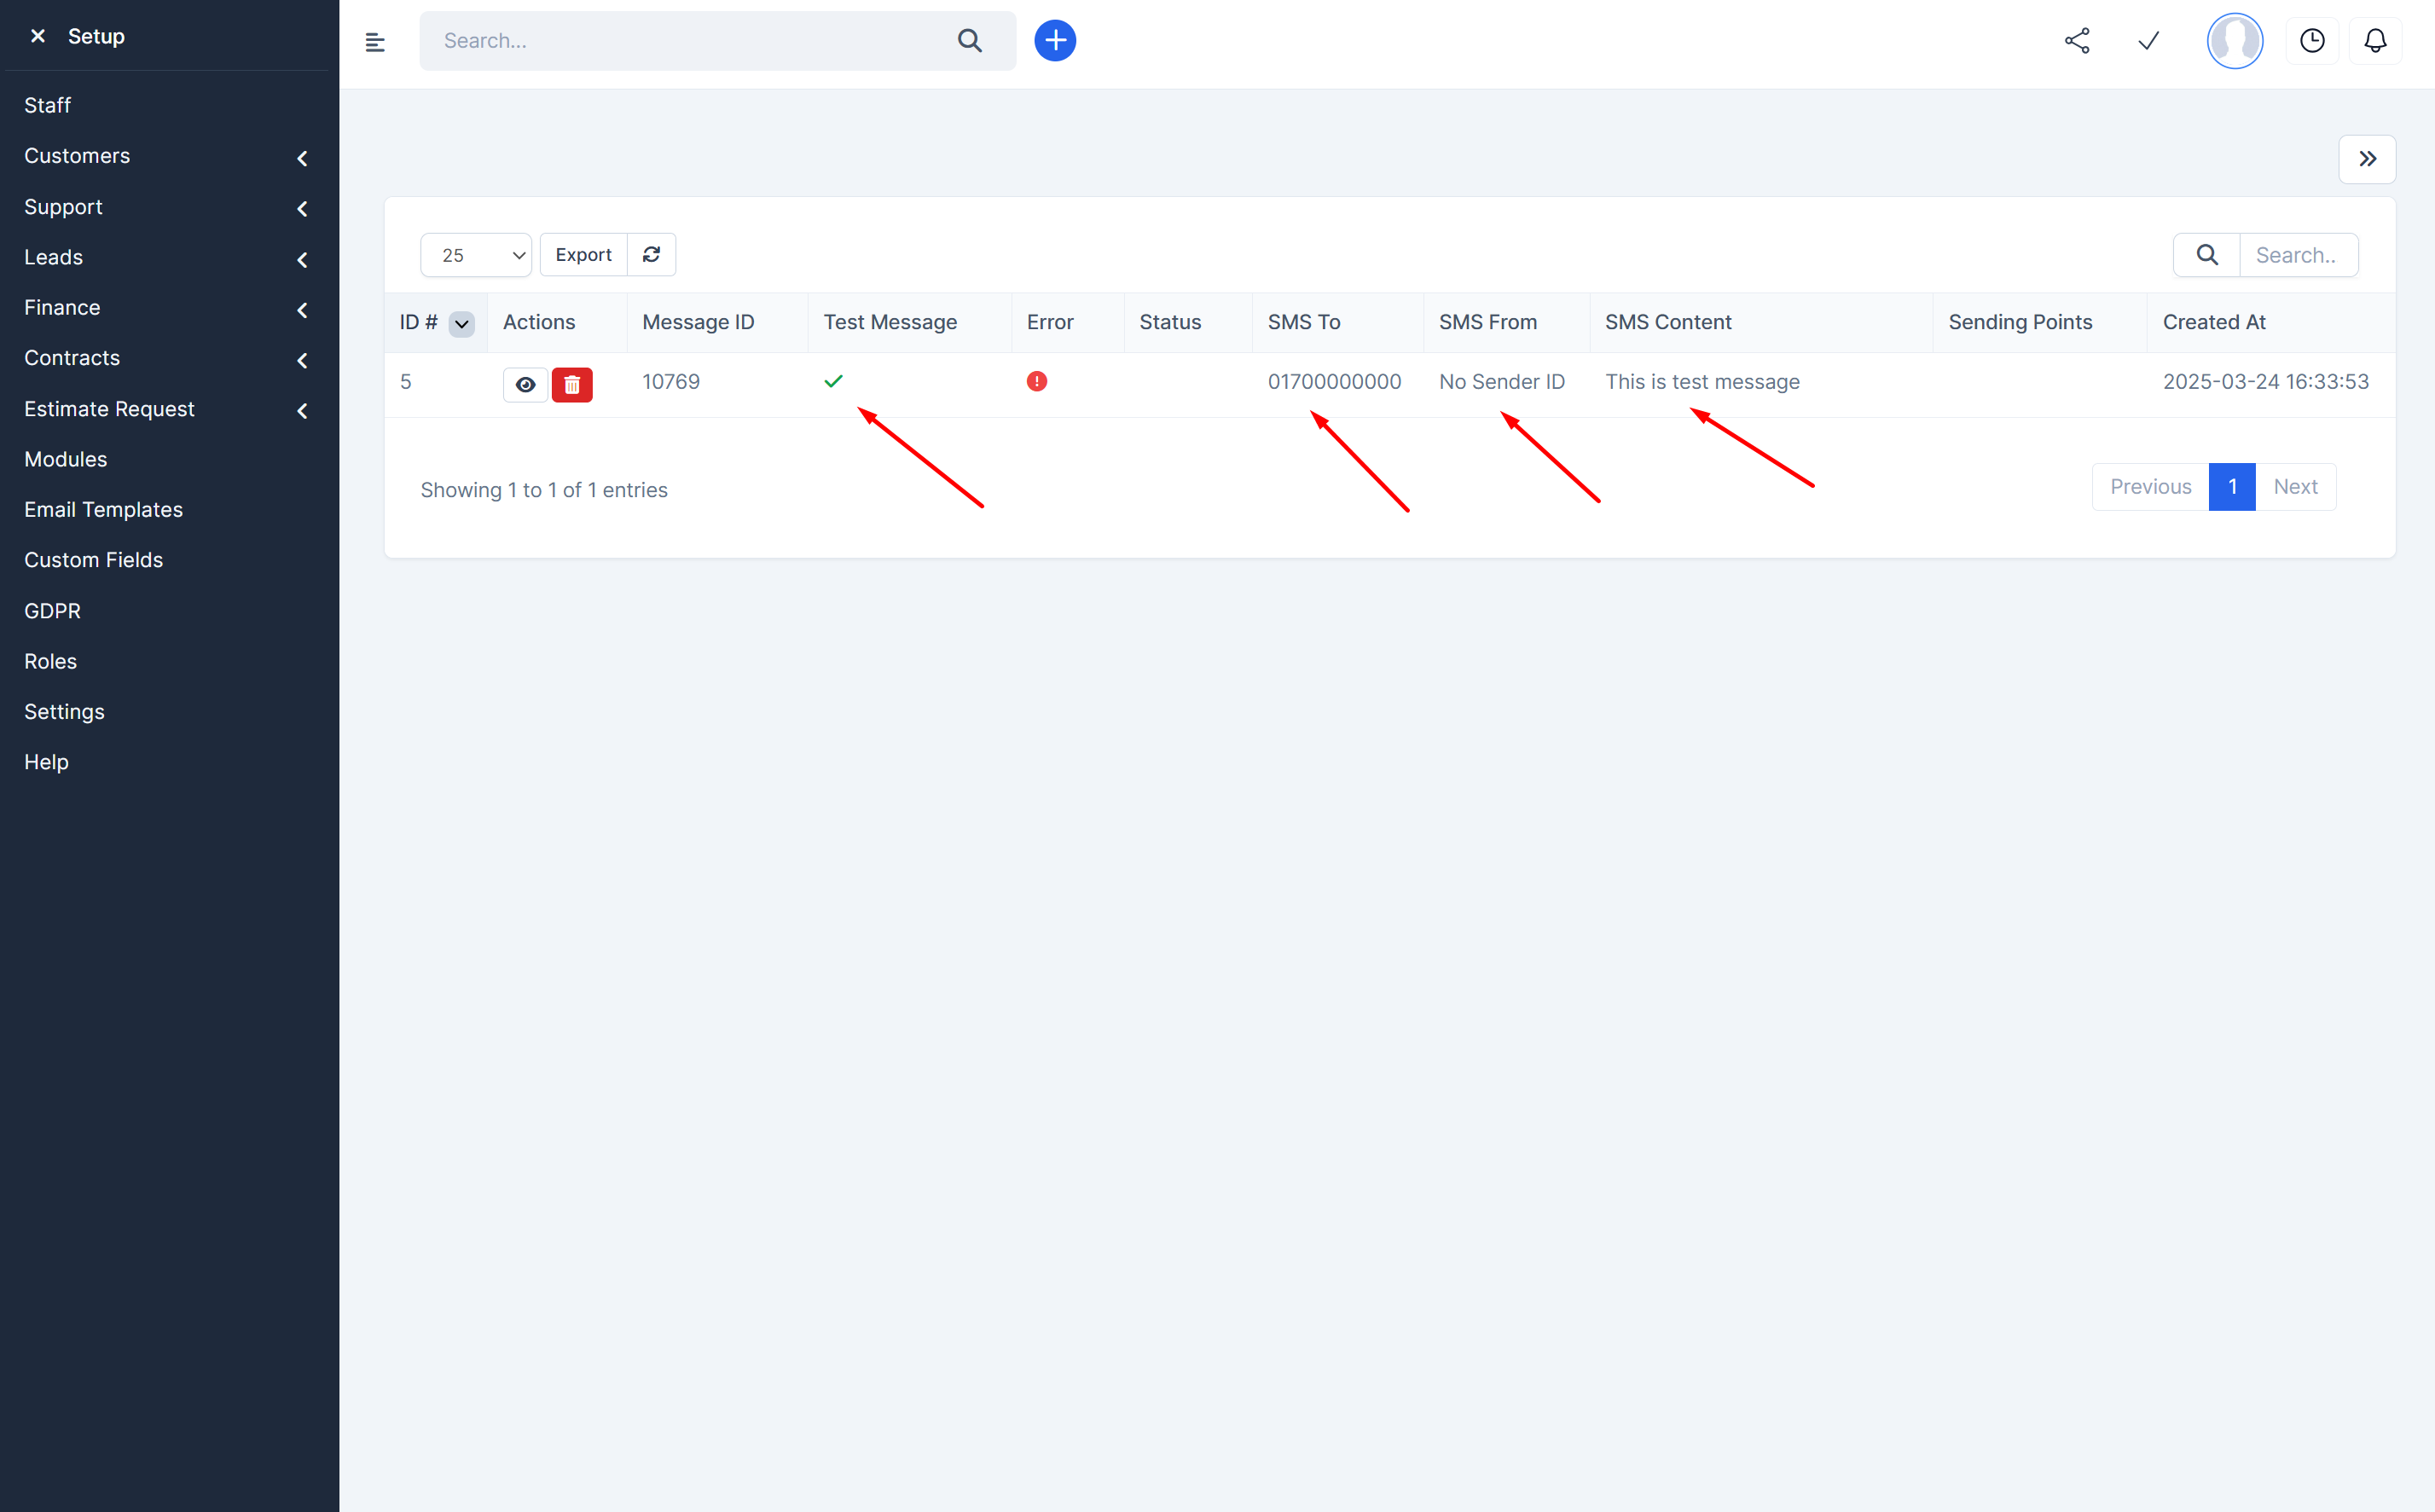 Setup
Search...
Staff
Customers
Support
Leads
Finance
Contracts
Estimate Request
Modules
Email Templates
Custom Fields
GDPR
Roles
Settings
Help
25 Export Search..
ID # Actions Message ID Test Message Error Status SMS To SMS From SMS Content Sending Points Created At
5 10769 01700000000 No Sender ID This is test message 2025-03-24 16:33:53
Showing 1 to 1 of 1 entries
Previous 1 Next